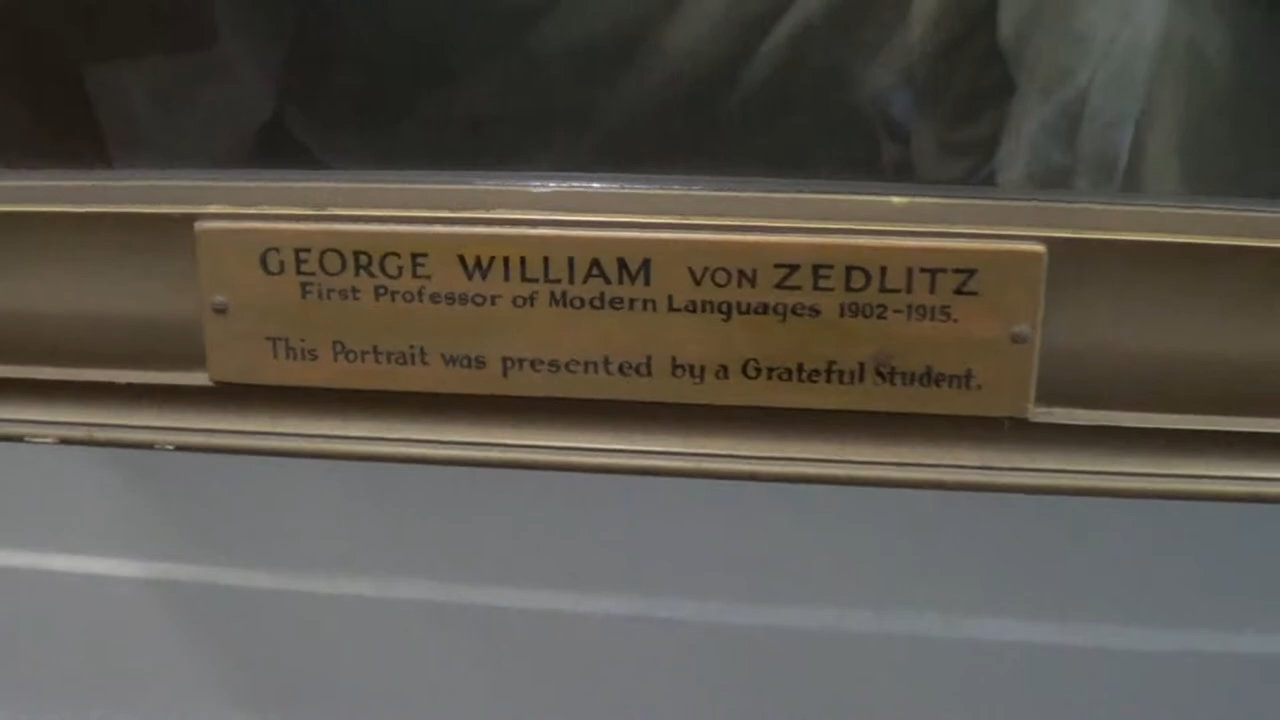 GEORGE WILLIAM VON ZEDLITZ
First Professor of Modern Languages 1902-1915.
This Portrait was presented by a Grateful Student.